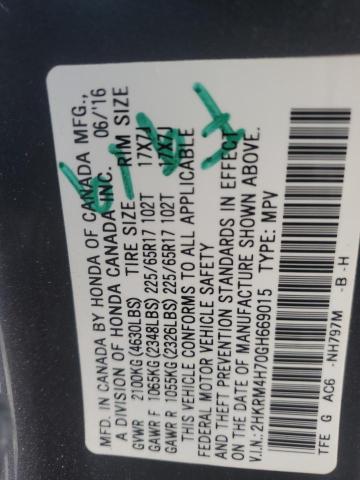 MFD. IN CANADA BY HONDA OF CANADA MFG.,
A DIVISION OF HONDA CANADA INC. 06/'16
GVWR 2100KG(4630LBS) TIRE SIZE RIM SIZE
GAWR F 1065KG(2348LBS) 225/65R17 102T 17X7J
GAWR R 1055KG(2326LBS) 225/65R17 102T 17X7J
THIS VEHICLE CONFORMS TO ALL APPLICABLE
FEDERAL MOTOR VEHICLE SAFETY
AND THEFT PREVENTION STANDARDS IN EFFECT
ON THE DATE OF MANUFACTURE SHOWN ABOVE.
V.I.N.:2HKRM4H70GH669015 TYPE: MPV
TFE G AC6 -NH797M -B -H